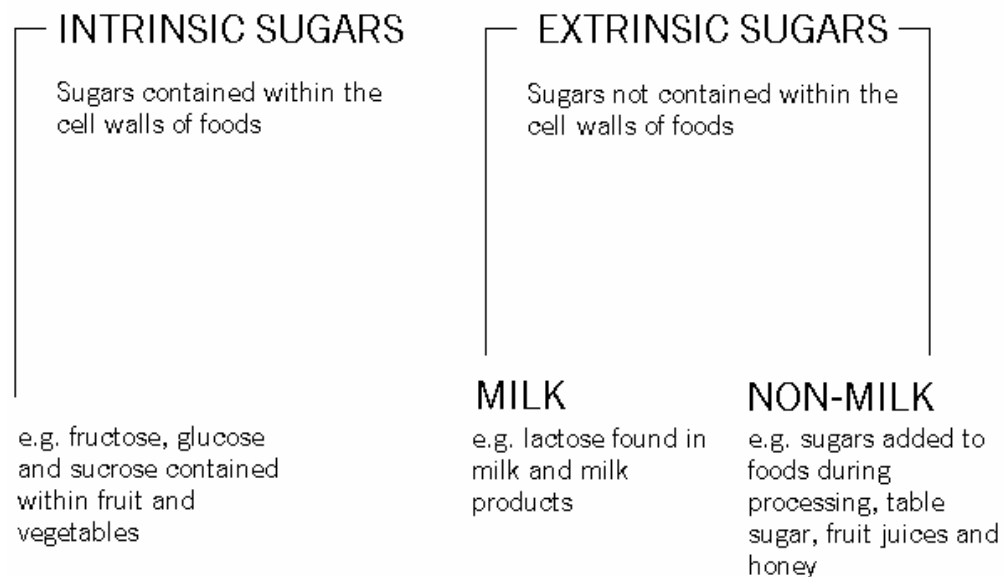 INTRINSIC SUGARS
Sugars contained within the
cell walls of foods
e.g. fructose, glucose
and sucrose contained
within fruit and
vegetables
EXTRINSIC SUGARS
Sugars not contained within the
cell walls of foods
MILK
e.g. lactose found in
milk and milk
products
NON-MILK
e.g. sugars added to
foods during
processing, table
sugar, fruit juices and
honey